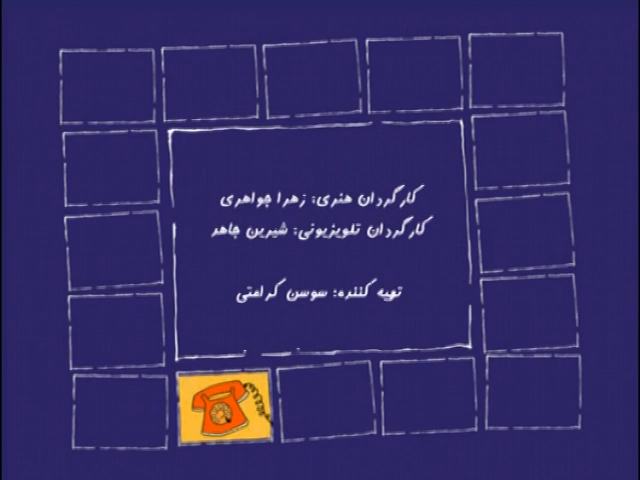 کارگردان هنری: زهرا جواهری
کارگردان تلویزیونی: شیرین جاهد
تهیه کننده: سوسن کرامتی